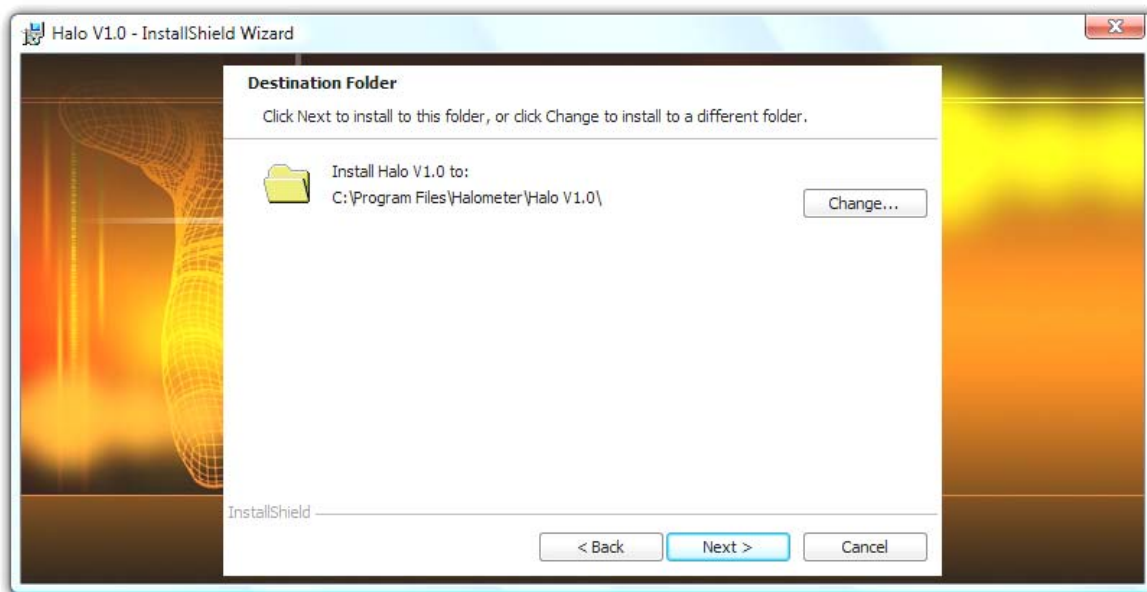 Halo V1.0 - InstallShield Wizard
Destination Folder
Click Next to install to this folder, or click Change to install to a different folder.
Install Halo V1.0 to:
C:\Program Files\Halometer\Halo V1.0\
Change...
InstallShield
< Back Next > Cancel